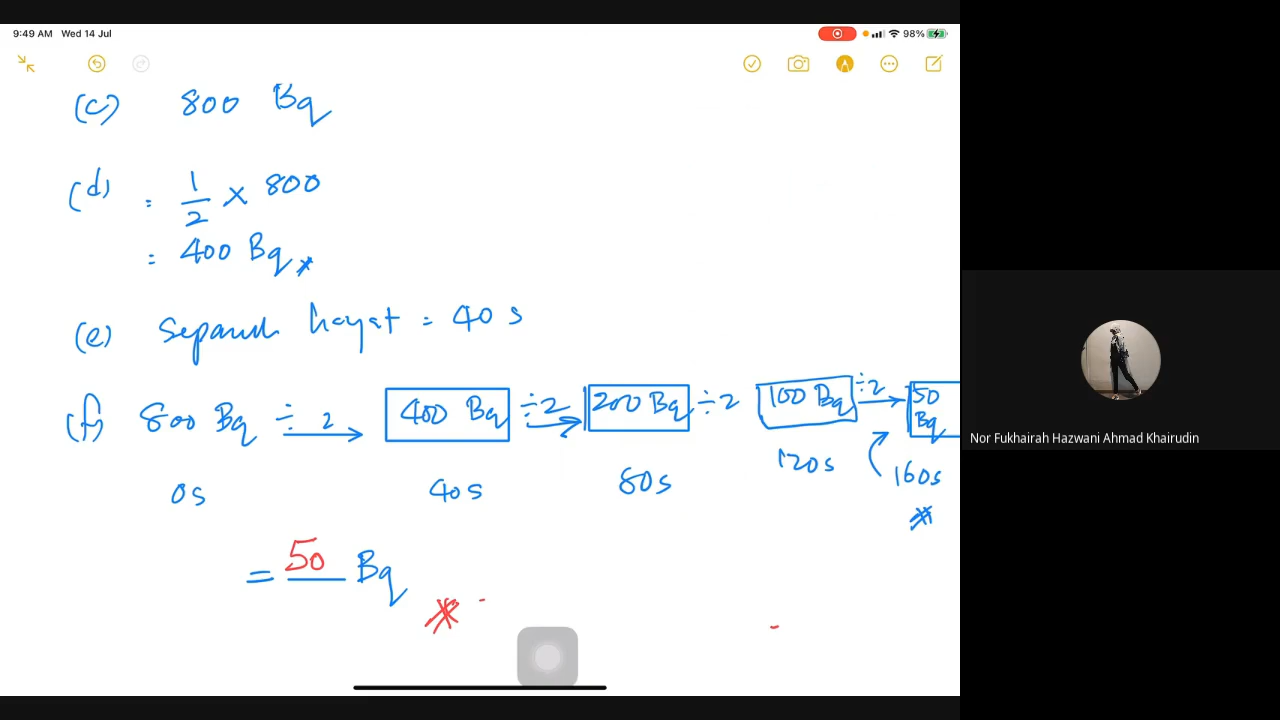 9:49 AM Wed 14 Jul
98%
(c) 800 Bq
(d) = 1/2 × 800
= 400 Bq
(e) Separuh hayat = 40 s
(f) 800 Bq ÷ 2 → 400 Bq ÷2 → 200 Bq ÷2 100 Bq ÷2 → 50 Bq
0s 40s 80s 120s 160s
= 50 Bq
Nor Fukhairah Hazwani Ahmad Khairudin